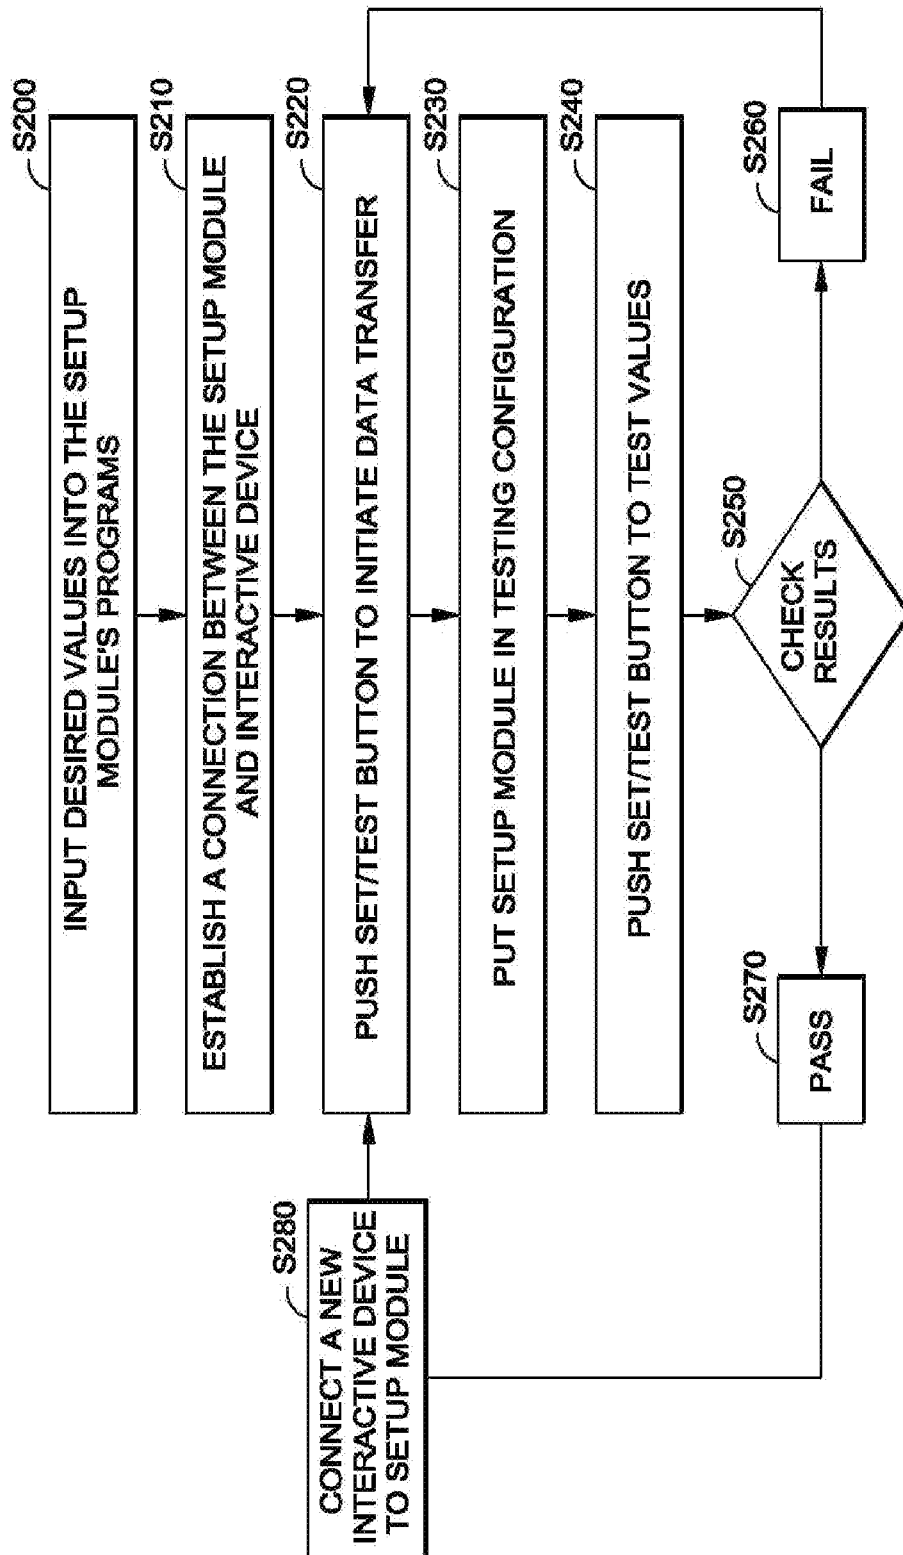 S200
INPUT DESIRED VALUES INTO THE SETUP
MODULE'S PROGRAMS
S210
ESTABLISH A CONNECTION BETWEEN THE SETUP MODULE
AND INTERACTIVE DEVICE
S220
PUSH SET/TEST BUTTON TO INITIATE DATA TRANSFER
S230
PUT SETUP MODULE IN TESTING CONFIGURATION
S240
PUSH SET/TEST BUTTON TO TEST VALUES
S250
CHECK
RESULTS
S260
FAIL
S270
PASS
S280
CONNECT A NEW
INTERACTIVE DEVICE
TO SETUP MODULE